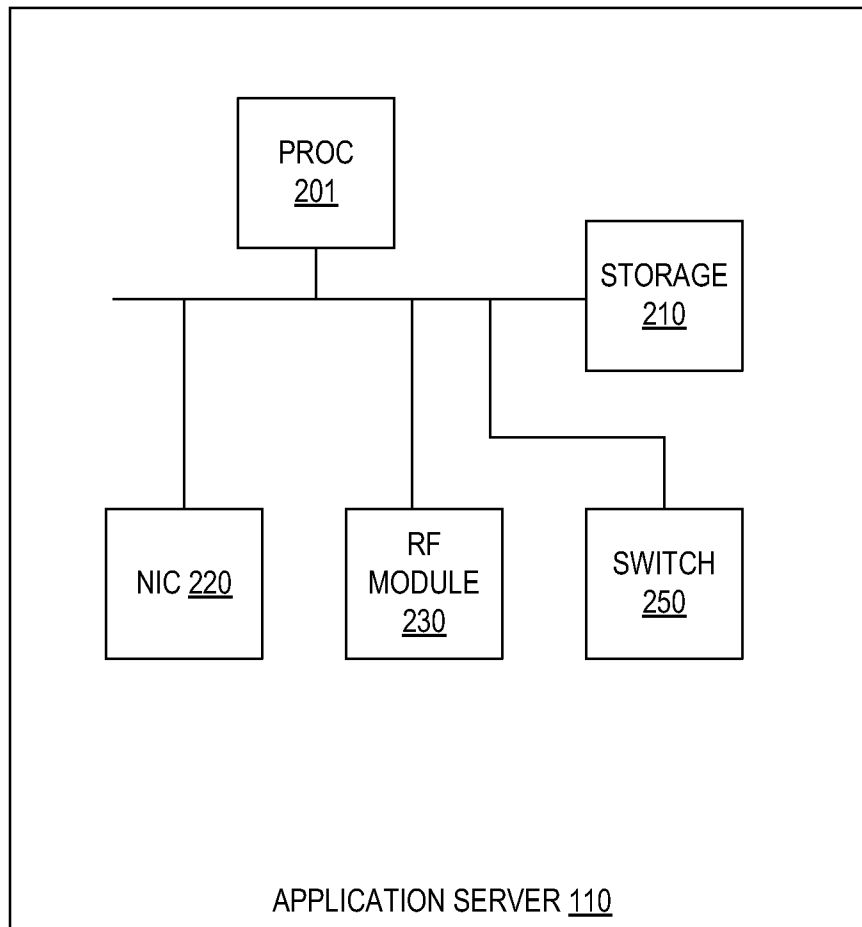 PROC
201
STORAGE
210
NIC 220
RF
MODULE
230
SWITCH
250
APPLICATION SERVER 110